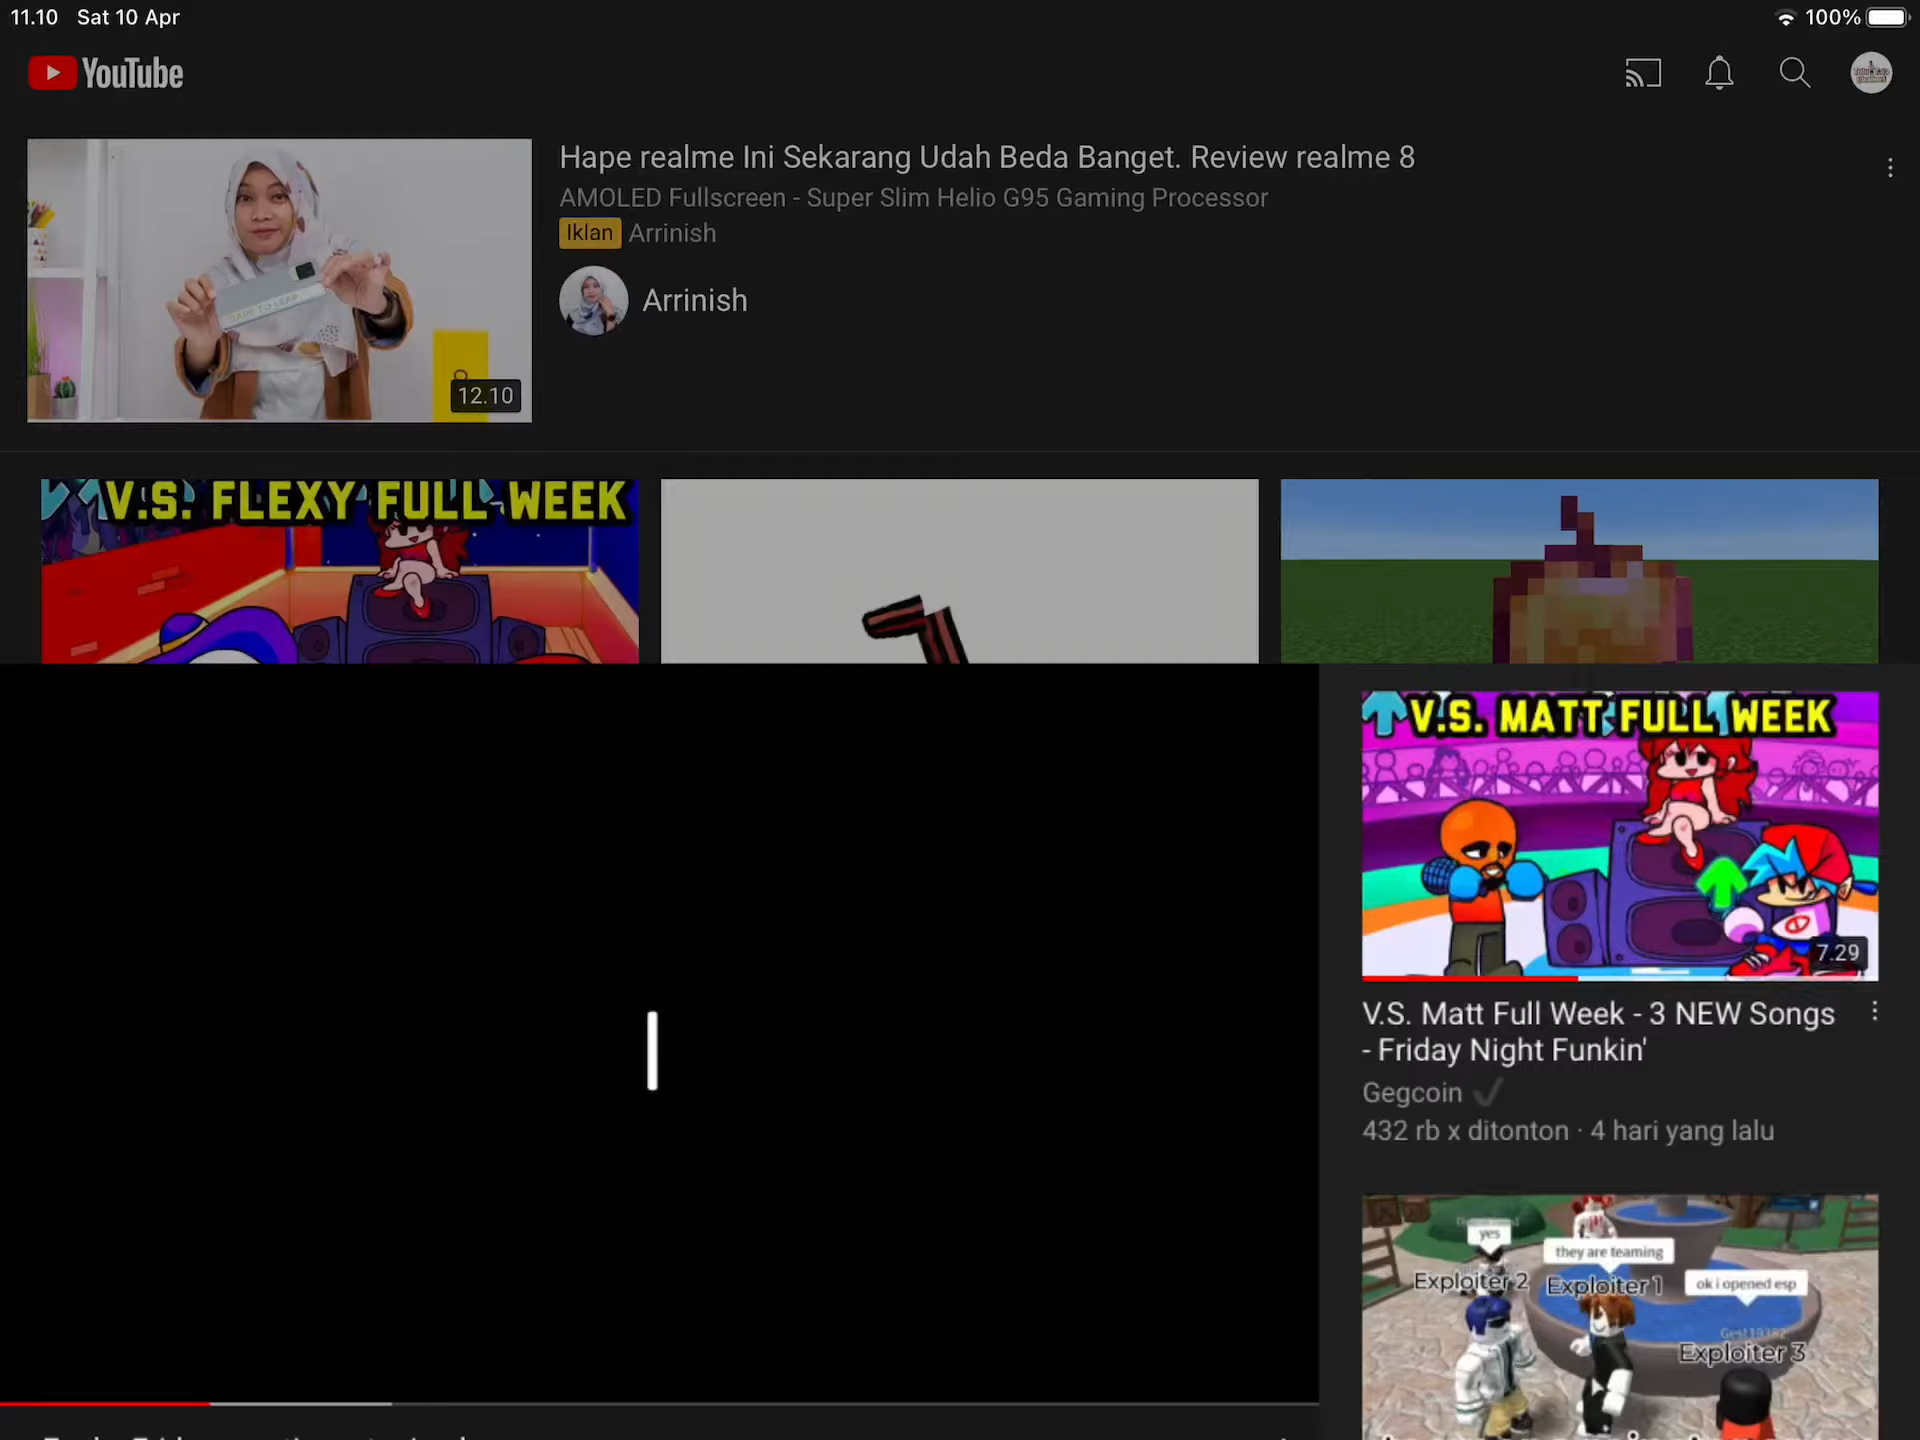 11.10 Sat 10 Apr
100%
YouTube
Hape realme Ini Sekarang Udah Beda Banget. Review realme 8
AMOLED Fullscreen - Super Slim Helio G95 Gaming Processor
Iklan Arrinish
Arrinish
DARE TO LEAP
12.10
V.S. FLEXY FULL WEEK
V.S. MATT FULL WEEK
7.29
V.S. Matt Full Week - 3 NEW Songs
- Friday Night Funkin'
Gegcoin
432 rb x ditonton · 4 hari yang lalu
yes
they are teaming
Exploiter 2
Exploiter 1
ok i opened esp
Exploiter 3